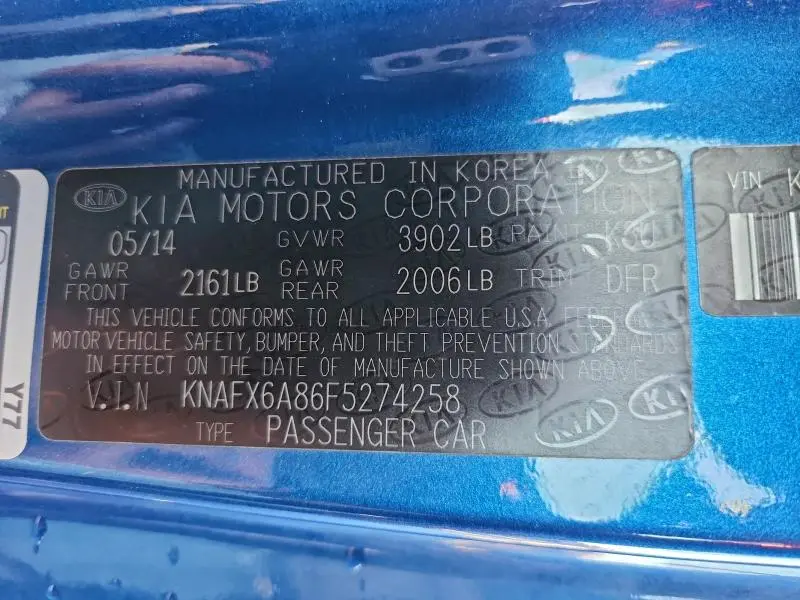 MANUFACTURED IN KOREA
KIA KIA MOTORS CORPORATION
05/14 GVWR 3902LB PAINT
GAWR FRONT 2161LB GAWR REAR 2006LB TRIM DFR
THIS VEHICLE CONFORMS TO ALL APPLICABLE U.S.A.
MOTOR VEHICLE SAFETY, BUMPER, AND THEFT PREVENTION STANDARDS
IN EFFECT ON THE DATE OF MANUFACTURE SHOWN ABOVE.
V.I.N KNAFX6A86F5274258
TYPE PASSENGER CAR
VIN K
Y77